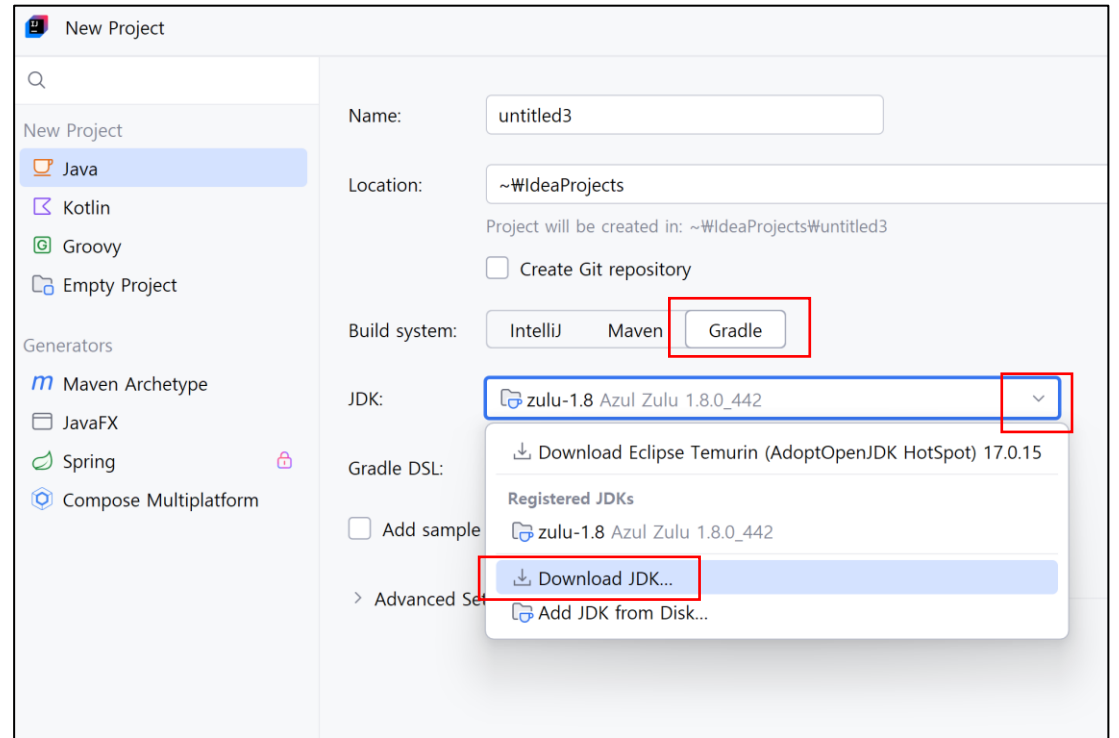 New Project
New Project
Java
Kotlin
Groovy
Empty Project
Generators
Maven Archetype
JavaFX
Spring
Compose Multiplatform
Name:
untitled3
Location:
~₩IdeaProjects
Project will be created in: ~₩IdeaProjects₩untitled3
Create Git repository
Build system:
IntelliJ Maven Gradle
JDK:
zulu-1.8 Azul Zulu 1.8.0_442
Download Eclipse Temurin (AdoptOpenJDK HotSpot) 17.0.15
Gradle DSL:
Registered JDKs
zulu-1.8 Azul Zulu 1.8.0_442
Add sample
Download JDK...
Advanced Set
Add JDK from Disk...